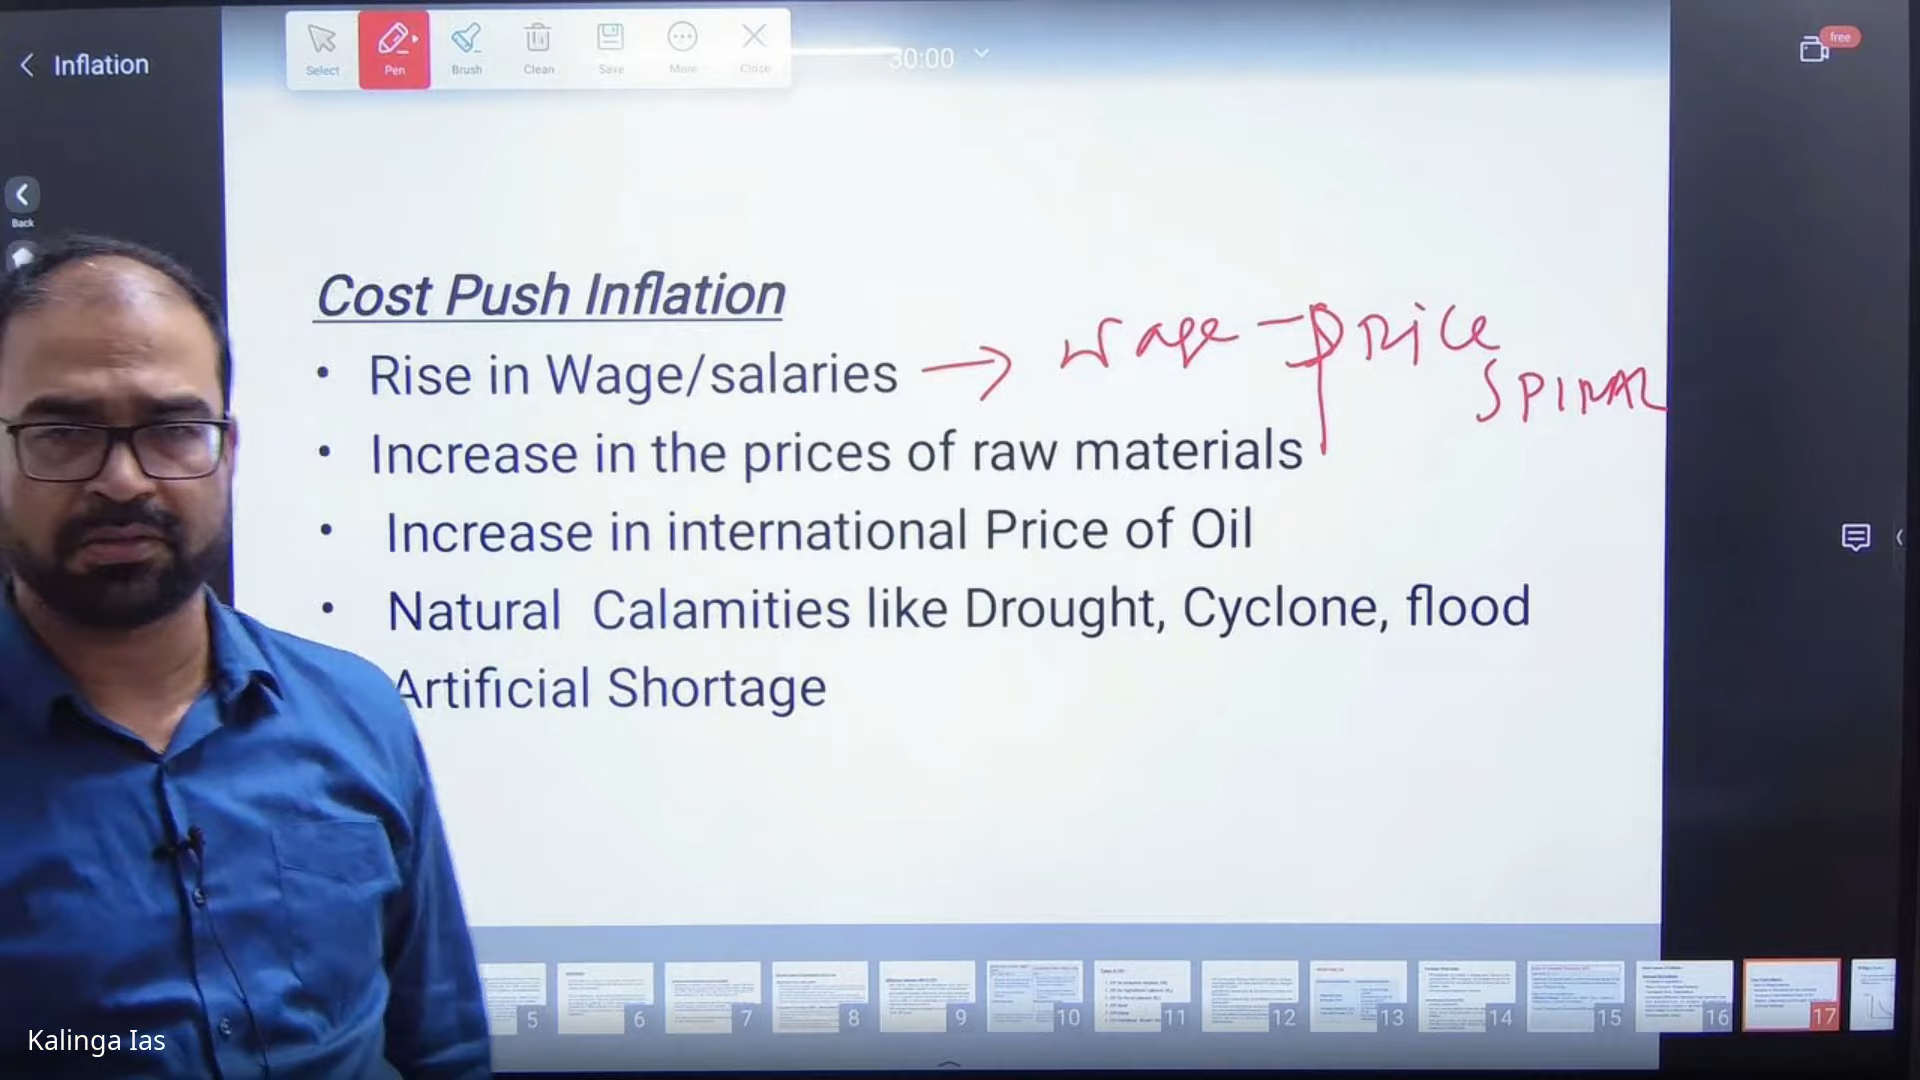 Inflation
Select Pen Brush Clean Save More Close
30:00
free
Back
Cost Push Inflation
• Rise in Wage/salaries → wage-price
SPIRAL
• Increase in the prices of raw materials
• Increase in international Price of Oil
• Natural Calamities like Drought, Cyclone, flood
Artificial Shortage
5 6 7 8 9 10 11 12 13 14 15 16 17
Kalinga Ias